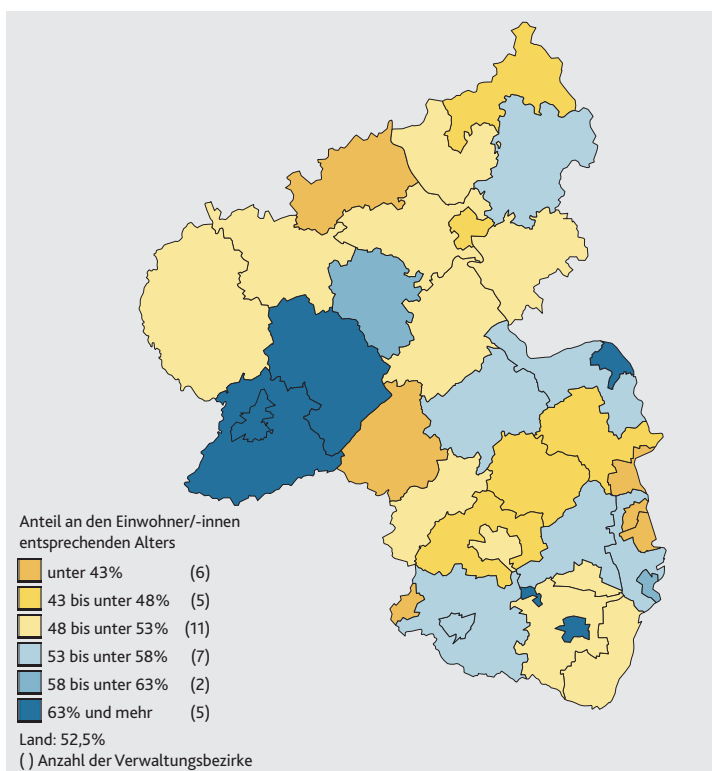 Anteil an den Einwohner/-innen
entsprechenden Alters
unter 43% (6)
43 bis unter 48% (5)
48 bis unter 53% (11)
53 bis unter 58% (7)
58 bis unter 63% (2)
63% und mehr (5)
Land: 52,5%
( ) Anzahl der Verwaltungsbezirke